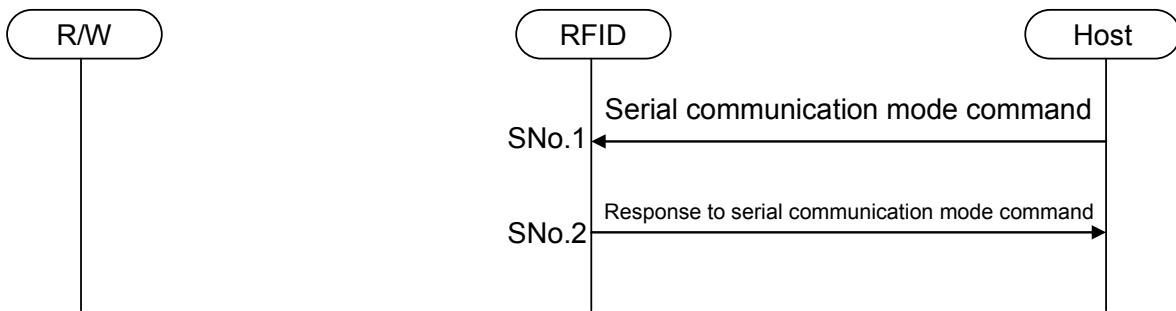 R/W
RFID
Host
Serial communication mode command
SNo.1
Response to serial communication mode command
SNo.2